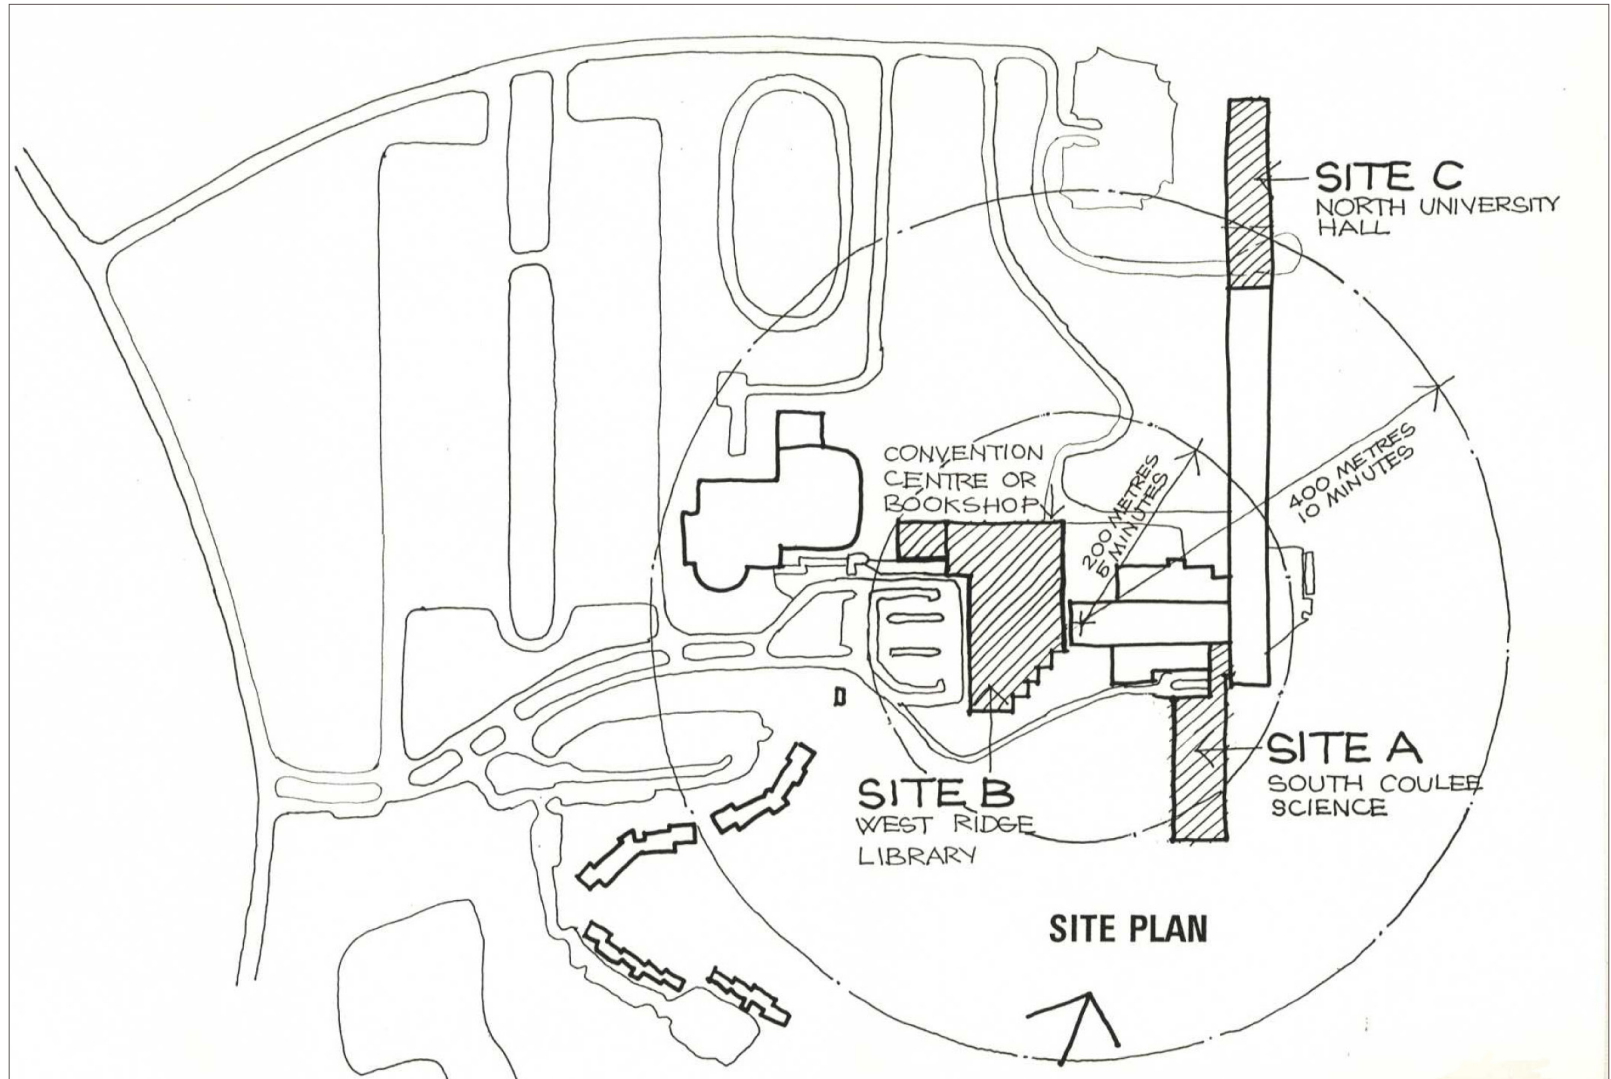 SITE C
NORTH UNIVERSITY
HALL
CONVENTION
CENTRE OR
BOOKSHOP
200 METRES
5 MINUTES
400 METRES
10 MINUTES
SITE A
SOUTH COULEE
SCIENCE
SITE B
WEST RIDGE
LIBRARY
SITE PLAN